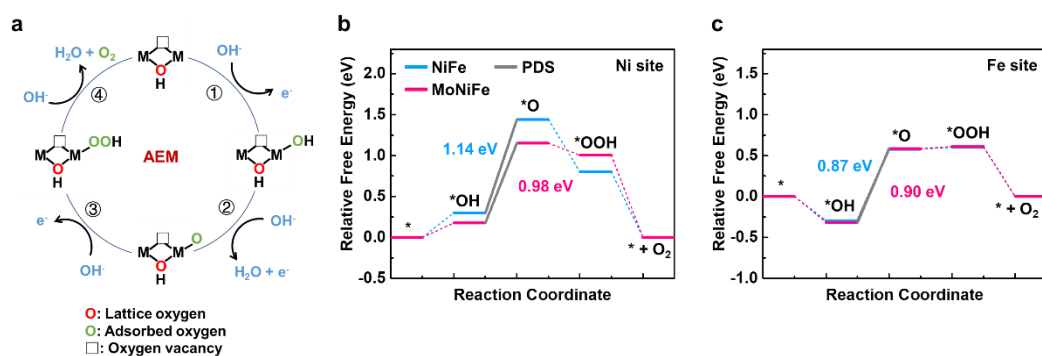 a
H₂O + O₂
OH⁻
M M
O
H
OH⁻
e⁻
④
①
M M
OOH
O
H
AEM
M M
OH
O
H
③
②
e⁻
OH⁻
M M
O
O
H
OH⁻
H₂O + e⁻
O: Lattice oxygen
O: Adsorbed oxygen
□: Oxygen vacancy
b
Ni site
NiFe
PDS
MoNiFe
*O
*OOH
1.14 eV
0.98 eV
*OH
*
* + O₂
2.0
1.5
1.0
0.5
0.0
-0.5
Relative Free Energy (eV)
Reaction Coordinate
c
Fe site
*O
*OOH
0.87 eV
0.90 eV
*
*OH
* + O₂
2.0
1.5
1.0
0.5
0.0
-0.5
-1.0
Relative Free Energy (eV)
Reaction Coordinate